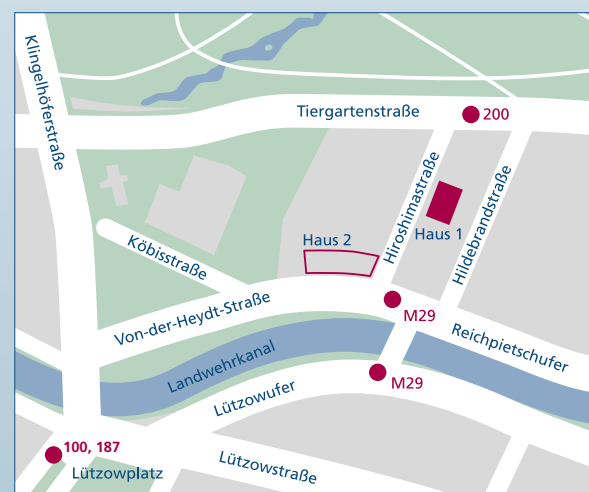 Klingelhöferstraße
Tiergartenstraße
200
Hiroshimastraße
Hildebrandstraße
Haus 1
Haus 2
Köbisstraße
Von-der-Heydt-Straße
M29
Reichpietschufer
Landwehrkanal
M29
Lützowufer
100, 187
Lützowplatz
Lützowstraße